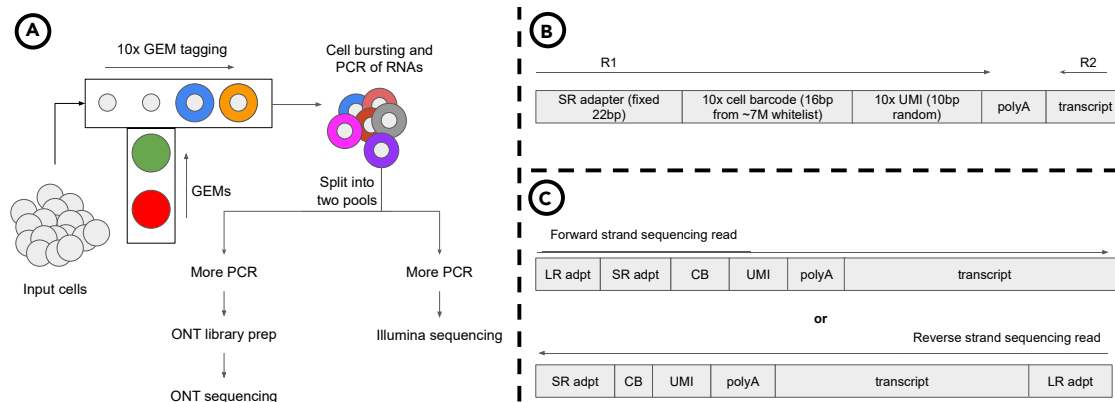 A
10x GEM tagging
Cell bursting and
PCR of RNAs
GEMs
Split into
two pools
Input cells
More PCR
More PCR
ONT library prep
Illumina sequencing
ONT sequencing
B
R1
R2
SR adapter (fixed
22bp)
10x cell barcode (16bp
from ~7M whitelist)
10x UMI (10bp
random)
polyA
transcript
C
Forward strand sequencing read
LR adpt
SR adpt
CB
UMI
polyA
transcript
or
Reverse strand sequencing read
SR adpt
CB
UMI
polyA
transcript
LR adpt